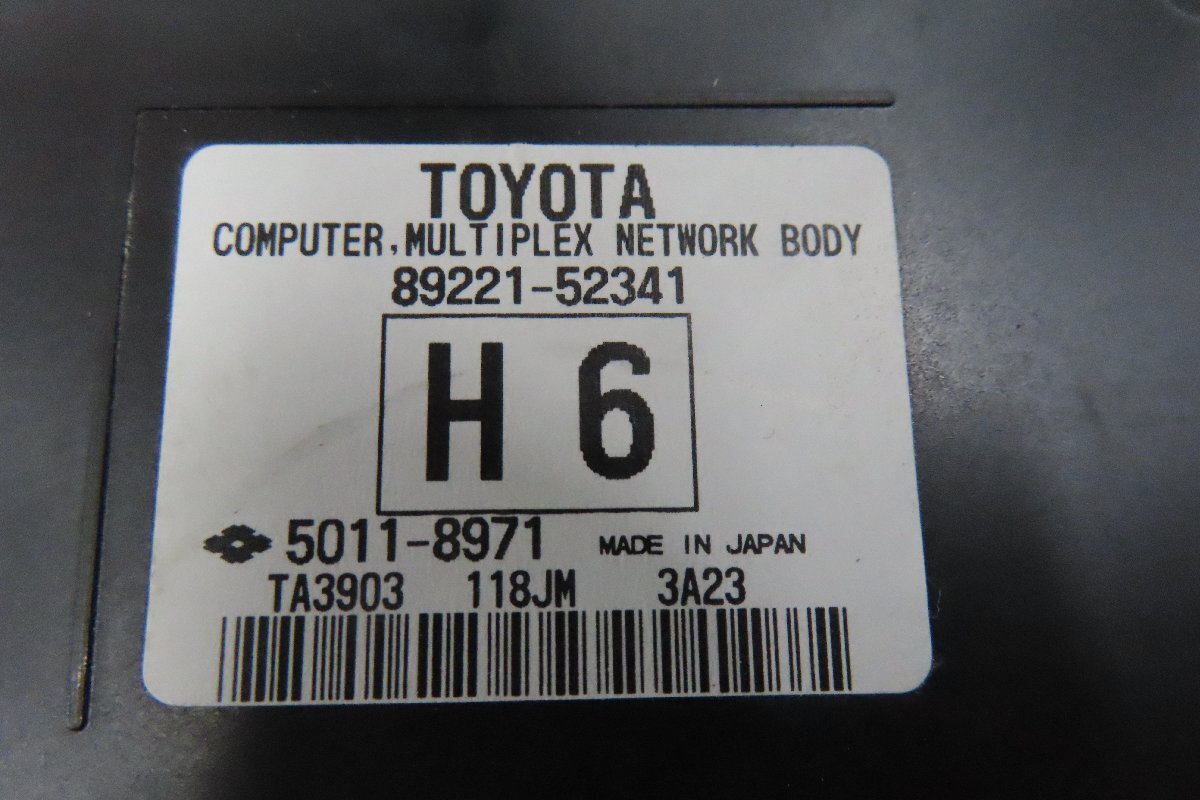 TOYOTA
COMPUTER,MULTIPLEX NETWORK BODY
89221-52341
H 6
5011-8971 MADE IN JAPAN
TA3903 118JM 3A23